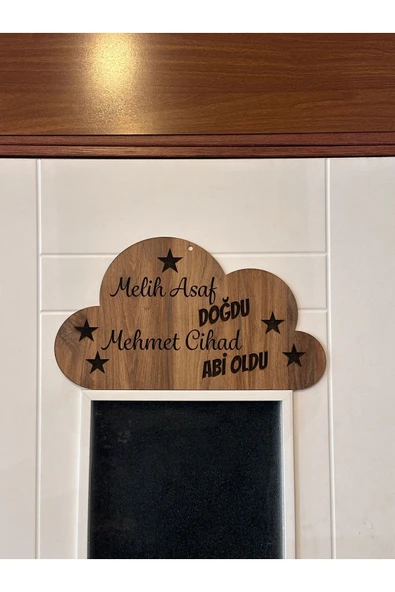 Melih Asaf
DOĞDU
Mehmet Cihad
ABİ OLDU